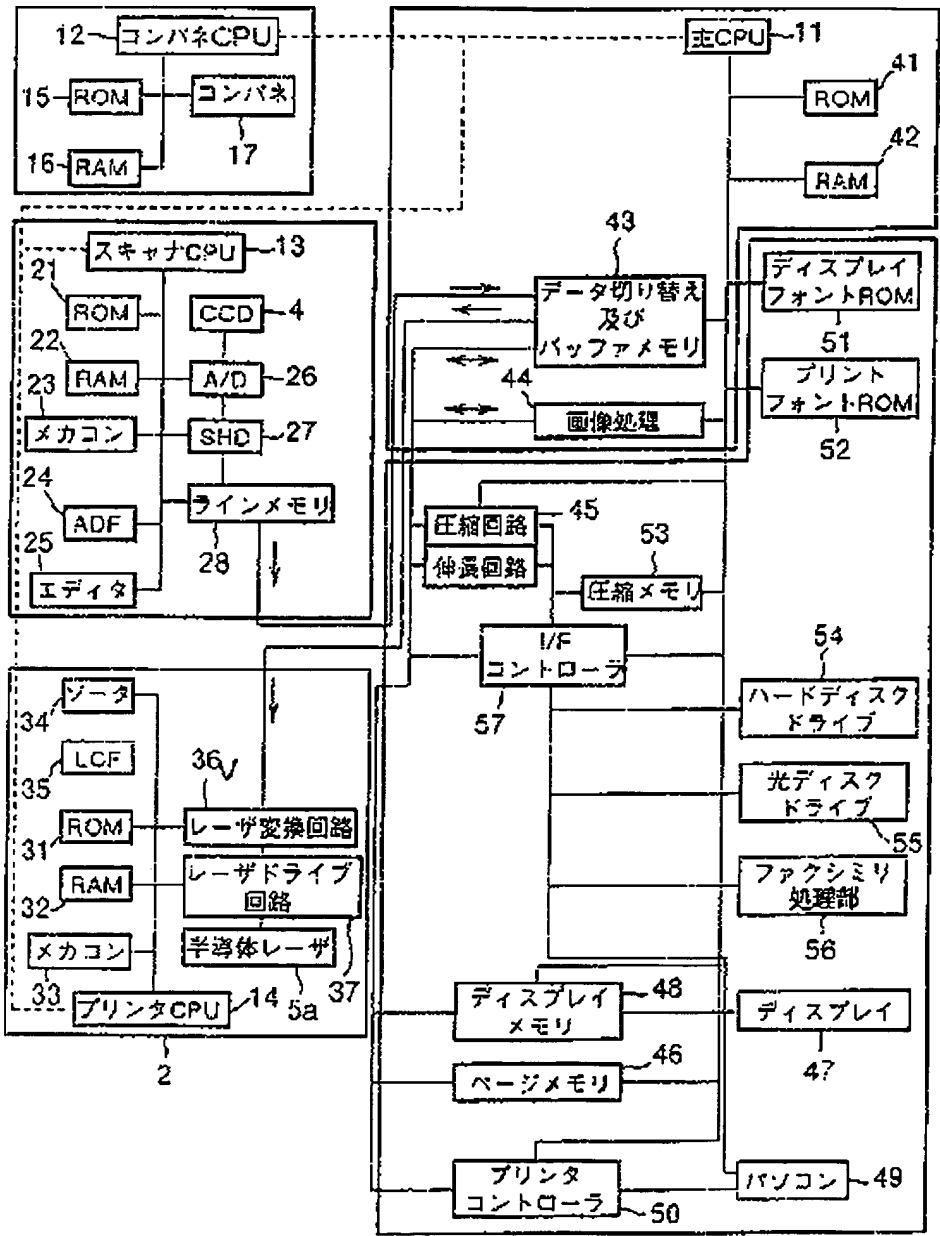 12
コンパネCPU
15
ROM
コンパネ
17
16
RAM
主CPU
11
41
ROM
42
RAM
スキャナCPU
13
21
ROM
CCD
4
22
RAM
A/D
26
23
メカコン
SHD
27
24
ADF
ラインメモリ
28
25
エディタ
43
データ切り替え
及び
バッファメモリ
44
画像処理
ディスプレイ
フォントROM
51
プリント
フォントROM
52
圧縮回路
45
伸長回路
53
圧縮メモリ
I/F
コントローラ
57
54
ハードディスク
ドライブ
光ディスク
ドライブ
55
ファクシミリ
処理部
56
ソータ
34
LCF
35
36
レーザ変換回路
ROM
31
RAM
32
レーザドライブ
回路
37
メカコン
33
半導体レーザ
5a
プリンタCPU
14
2
ディスプレイ
メモリ
48
ディスプレイ
47
46
ページメモリ
プリンタ
コントローラ
50
パソコン
49